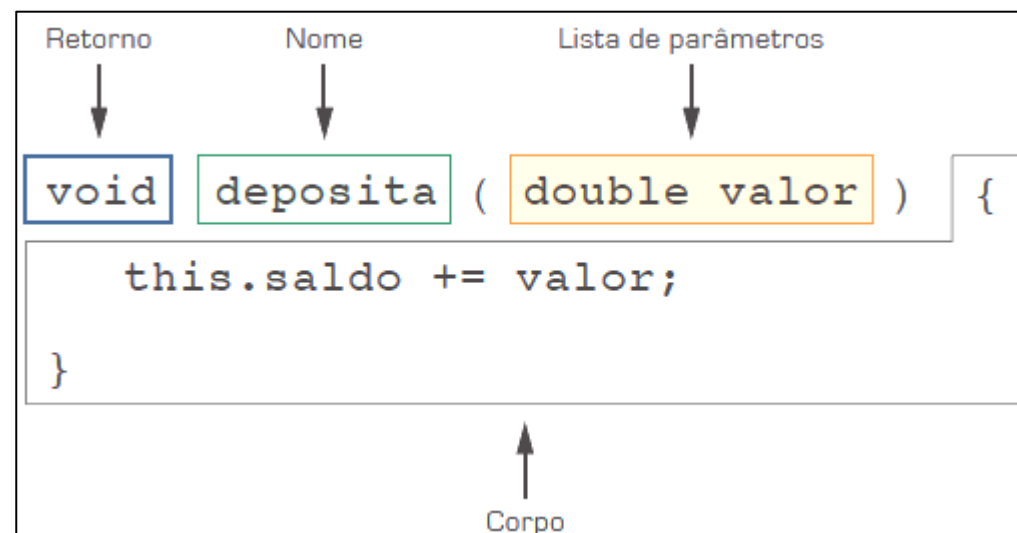 Retorno Nome Lista de parâmetros
void deposita ( double valor ) {
this.saldo += valor;
}
Corpo